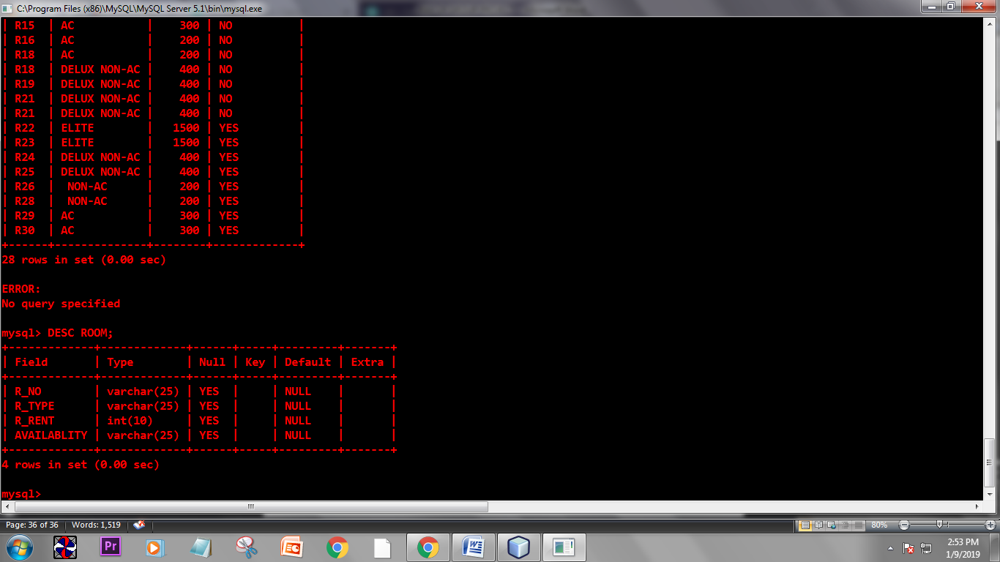 C:\Program Files (x86)\MySQL\MySQL Server 5.1\bin\mysql.exe
| R15  | AC           |    300 | NO          |
| R16  | AC           |    200 | NO          |
| R18  | AC           |    200 | NO          |
| R18  | DELUX NON-AC |    400 | NO          |
| R19  | DELUX NON-AC |    400 | NO          |
| R21  | DELUX NON-AC |    400 | NO          |
| R21  | DELUX NON-AC |    400 | NO          |
| R22  | ELITE        |   1500 | YES         |
| R23  | ELITE        |   1500 | YES         |
| R24  | DELUX NON-AC |    400 | YES         |
| R25  | DELUX NON-AC |    400 | YES         |
| R26  |  NON-AC      |    200 | YES         |
| R28  |  NON-AC      |    200 | YES         |
| R29  | AC           |    300 | YES         |
| R30  | AC           |    300 | YES         |
+------+--------------+--------+-------------+
28 rows in set (0.00 sec)
ERROR:
No query specified
mysql> DESC ROOM;
+-------------+-------------+------+-----+---------+-------+
| Field       | Type        | Null | Key | Default | Extra |
+-------------+-------------+------+-----+---------+-------+
| R_NO        | varchar(25) | YES  |     | NULL    |       |
| R_TYPE      | varchar(25) | YES  |     | NULL    |       |
| R_RENT      | int(10)     | YES  |     | NULL    |       |
| AVAILABLITY | varchar(25) | YES  |     | NULL    |       |
+-------------+-------------+------+-----+---------+-------+
4 rows in set (0.00 sec)
mysql>
Page: 36 of 36 Words: 1,519 80%
Pr
2:53 PM
1/9/2019